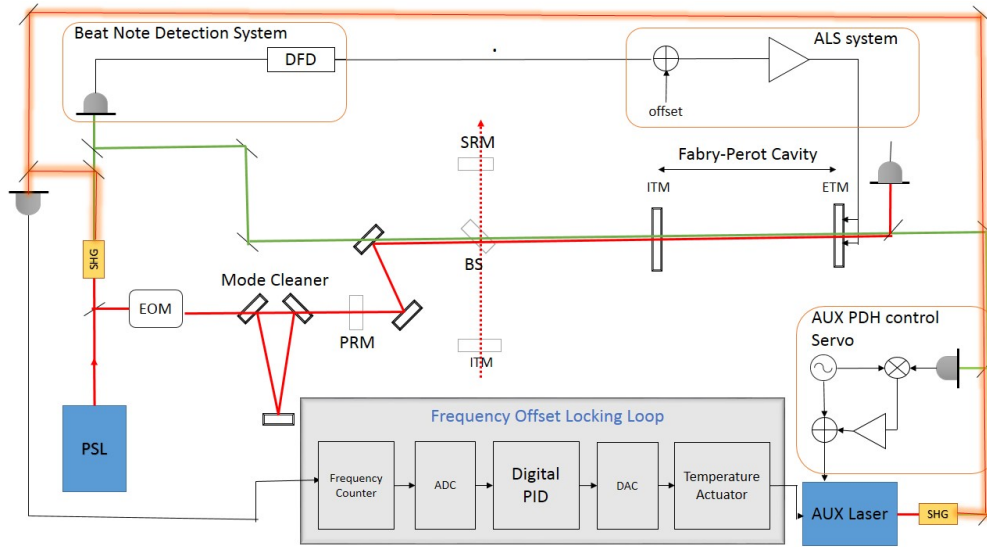 Beat Note Detection System
DFD
ALS system
offset
SRM
Fabry-Perot Cavity
ITM
ETM
SHG
BS
Mode Cleaner
EOM
PRM
ITM
AUX PDH control
Servo
PSL
Frequency Offset Locking Loop
Frequency
Counter
ADC
Digital
PID
DAC
Temperature
Actuator
AUX Laser
SHG